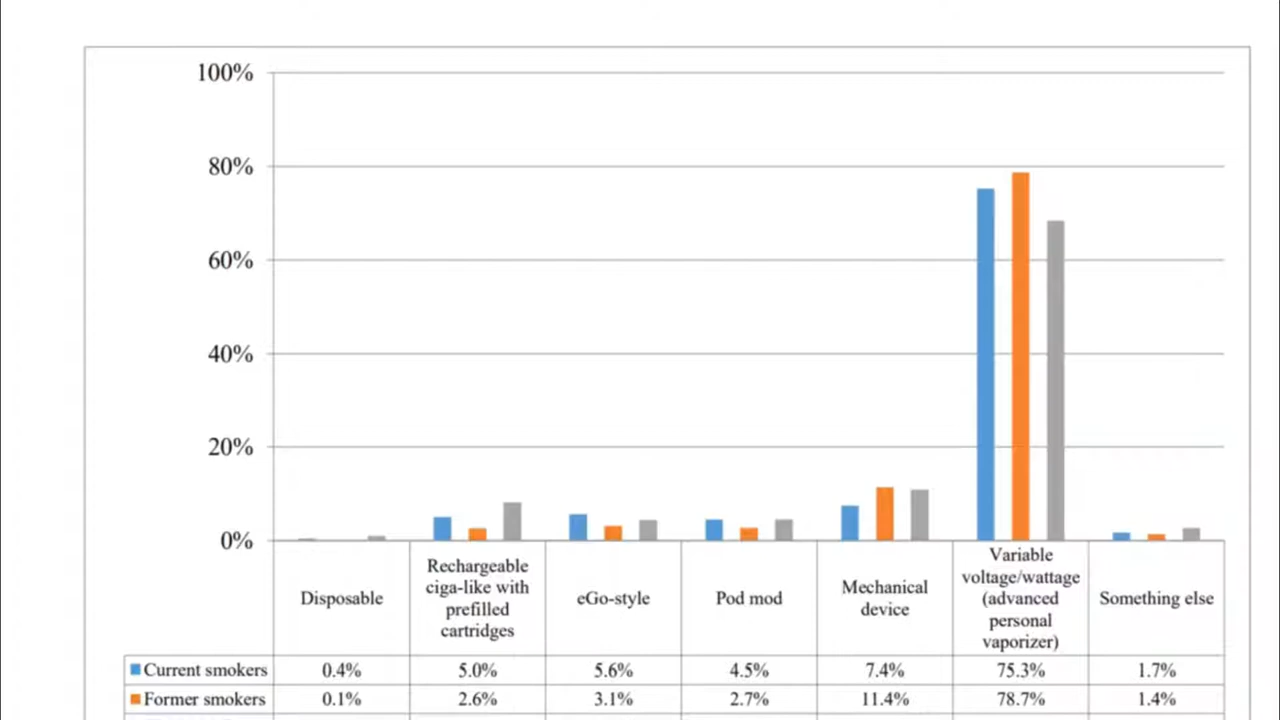 100%
80%
60%
40%
20%
0%
Disposable
Rechargeable
ciga-like with
prefilled
cartridges
eGo-style
Pod mod
Mechanical
device
Variable
voltage/wattage
(advanced
personal
vaporizer)
Something else
Current smokers 0.4% 5.0% 5.6% 4.5% 7.4% 75.3% 1.7%
Former smokers 0.1% 2.6% 3.1% 2.7% 11.4% 78.7% 1.4%